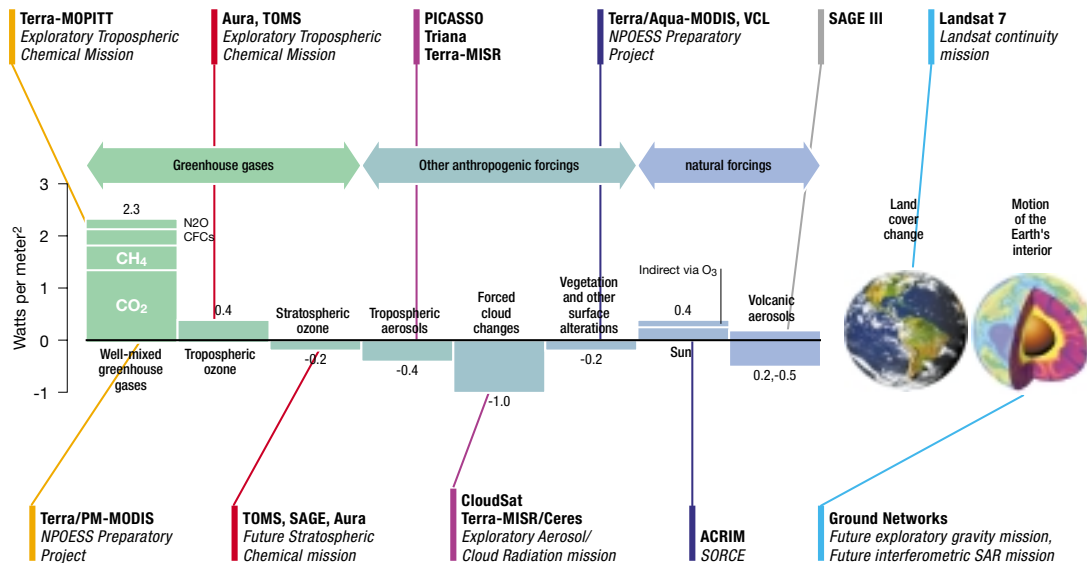 Terra-MOPITT
Exploratory Tropospheric
Chemical Mission
Aura, TOMS
Exploratory Tropospheric
Chemical Mission
PICASSO
Triana
Terra-MISR
Terra/Aqua-MODIS, VCL
NPOESS Preparatory
Project
SAGE III
Landsat 7
Landsat continuity
mission
Greenhouse gases
Other anthropogenic forcings
natural forcings
Watts per meter²
3
2
1
0
-1
2.3
N2O
CFCs
CH₄
CO₂
Well-mixed
greenhouse
gases
0.4
Tropospheric
ozone
Stratospheric
ozone
-0.2
Tropospheric
aerosols
-0.4
Forced
cloud
changes
-1.0
Vegetation
and other
surface
alterations
-0.2
Indirect via O₃
0.4
Sun
Volcanic
aerosols
0.2,-0.5
Land
cover
change
Motion
of the
Earth's
interior
Terra/PM-MODIS
NPOESS Preparatory
Project
TOMS, SAGE, Aura
Future Stratospheric
Chemical mission
CloudSat
Terra-MISR/Ceres
Exploratory Aerosol/
Cloud Radiation mission
ACRIM
SORCE
Ground Networks
Future exploratory gravity mission,
Future interferometric SAR mission